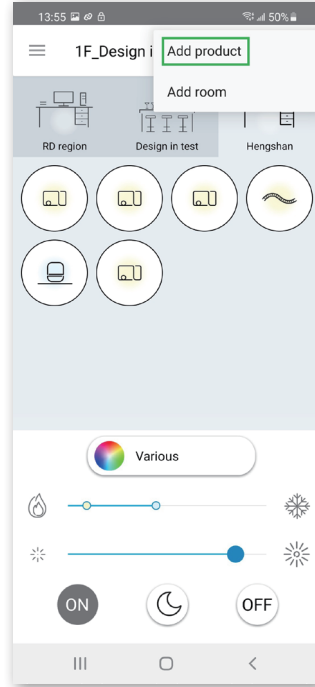 13:55 50%
1F_Design i
Add product
Add room
RD region
Design in test
Hengshan
Various
ON
OFF